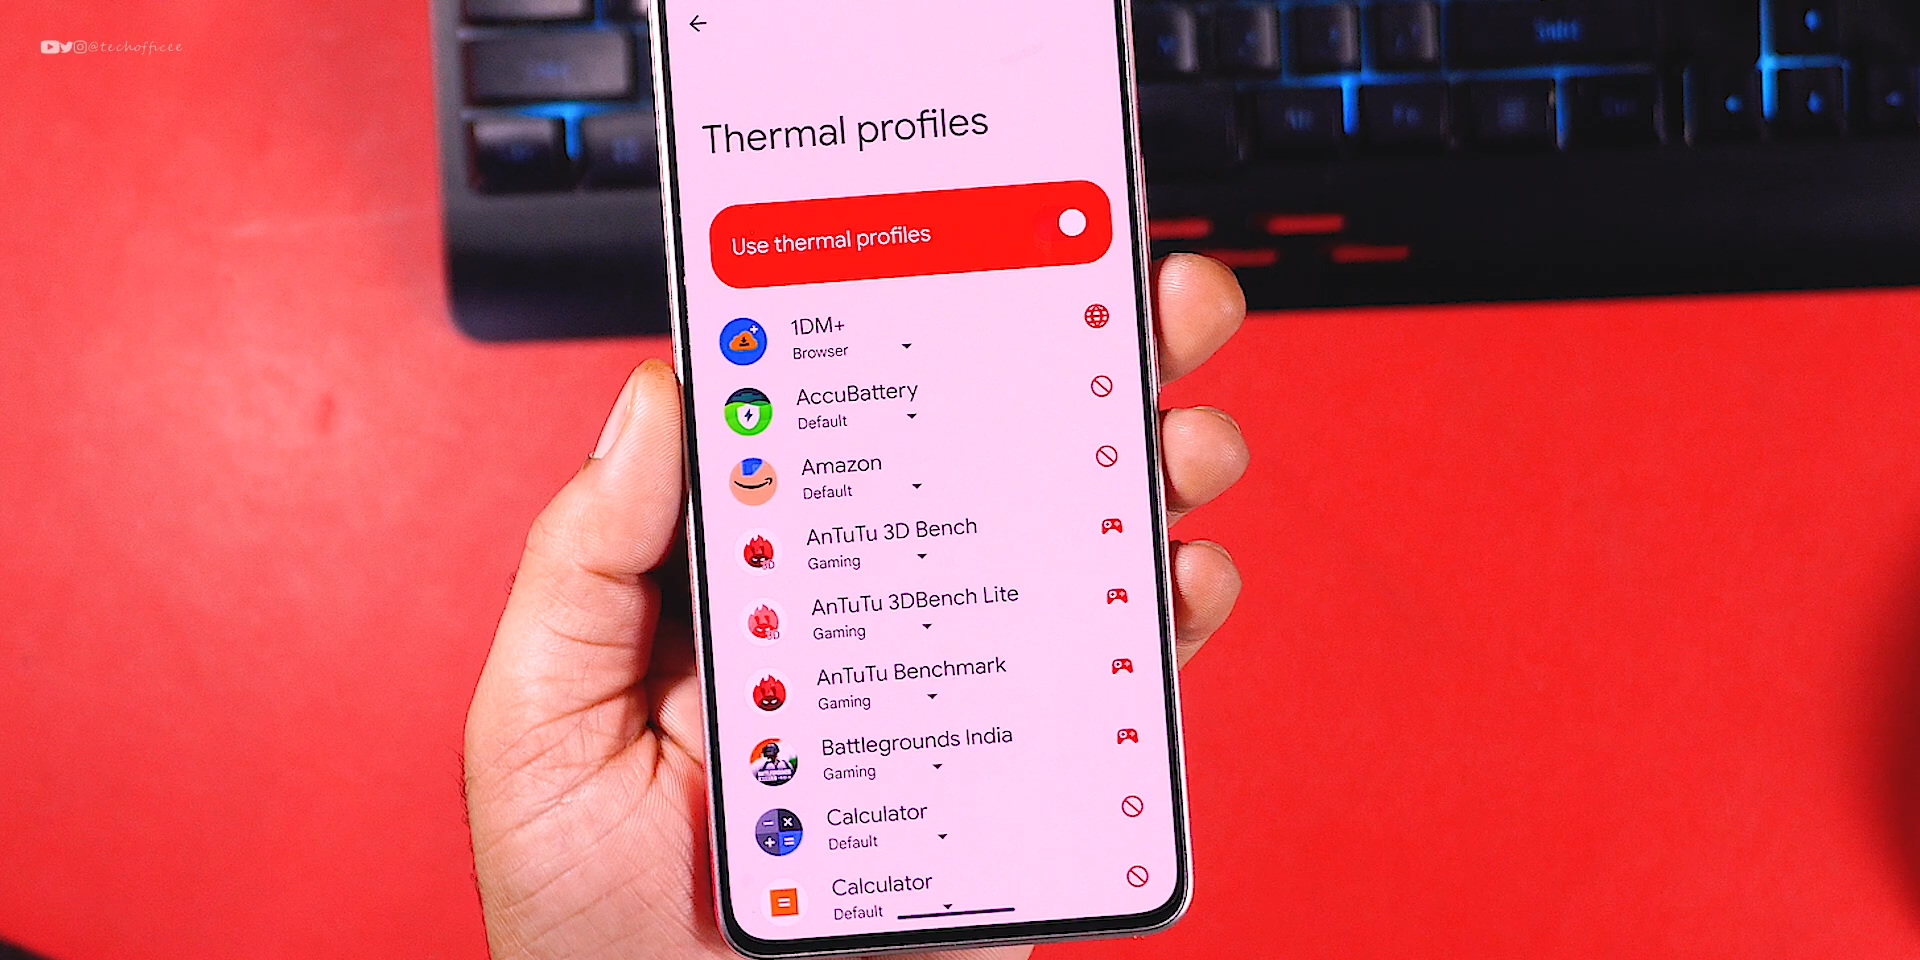 @techofficee
Thermal profiles
Use thermal profiles
1DM+
Browser
AccuBattery
Default
Amazon
Default
AnTuTu 3D Bench
Gaming
AnTuTu 3DBench Lite
Gaming
AnTuTu Benchmark
Gaming
Battlegrounds India
Gaming
Calculator
Default
Calculator
Default